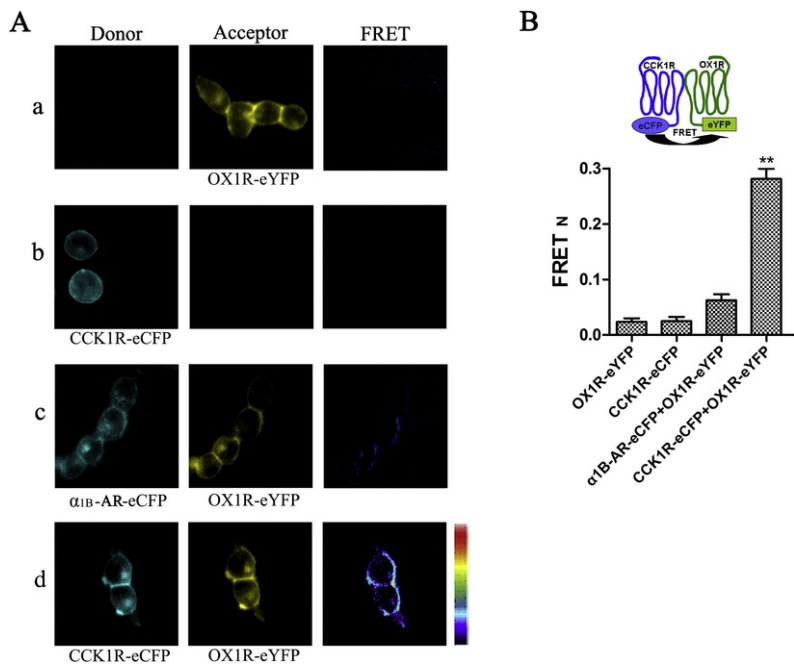 A
B
Donor Acceptor FRET
a
OX1R-eYFP
b
CCK1R-eCFP
c
α1B-AR-eCFP OX1R-eYFP
d
CCK1R-eCFP OX1R-eYFP
CCK1R OX1R
eCFP FRET eYFP
**
0.3
0.2
0.1
0.0
FRET N
OX1R-eYFP
CCK1R-eCFP
α1B-AR-eCFP+OX1R-eYFP
CCK1R-eCFP+OX1R-eYFP